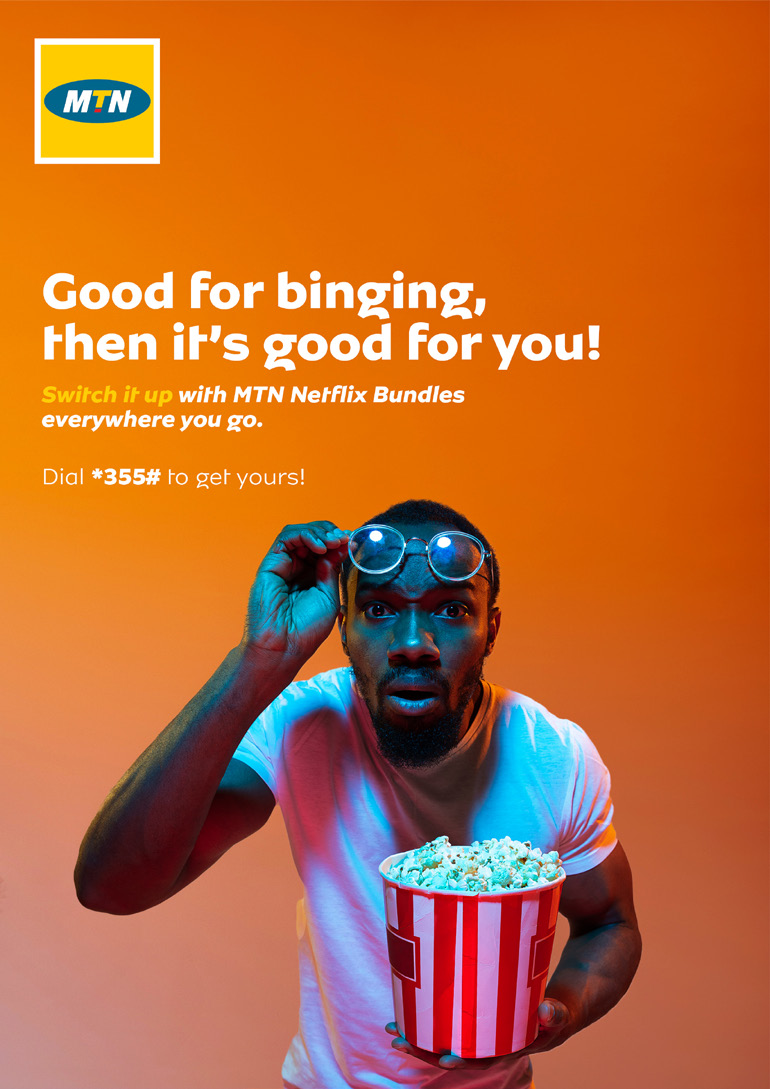 MTN
Good for binging,
then it's good for you!
Switch it up with MTN Netflix Bundles
everywhere you go.
Dial *355# to get yours!